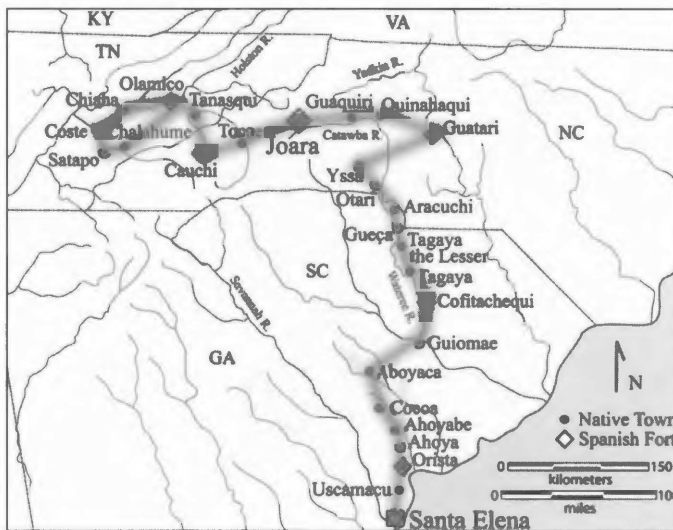 KY
VA
TN
Holston R.
Yadkin R.
Olamico
Chiaha
Tanasqui
Guaquiri
Quinahaqui
Coste
Chalahume
Joara
Catawba R.
Guatari
NC
Satapo
Cauchi
Yssa
Otari
Aracuchi
Gueça
Tagaya
the Lesser
SC
Savannah R.
Wateree R.
Tagaya
Cofitachequi
GA
Guiomae
Aboyaca
N
Cocoa
Native Town
Ahoyabe
Spanish Fort
Ahoya
Orista
0 150
kilometers
Uscamacu
0 100
miles
Santa Elena